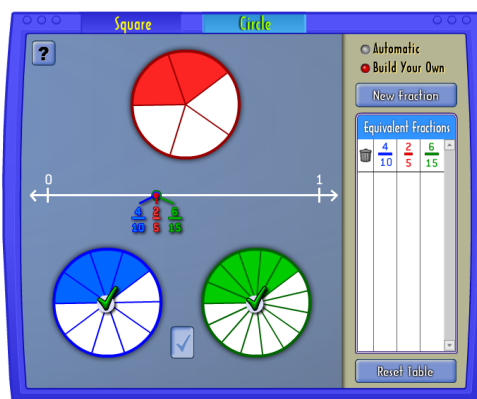 Square Circle
?
Automatic
Build Your Own
New Fraction
Equivalent Fractions
4/10 2/5 6/15
0 1
4/10 2/5 6/15
Reset Table